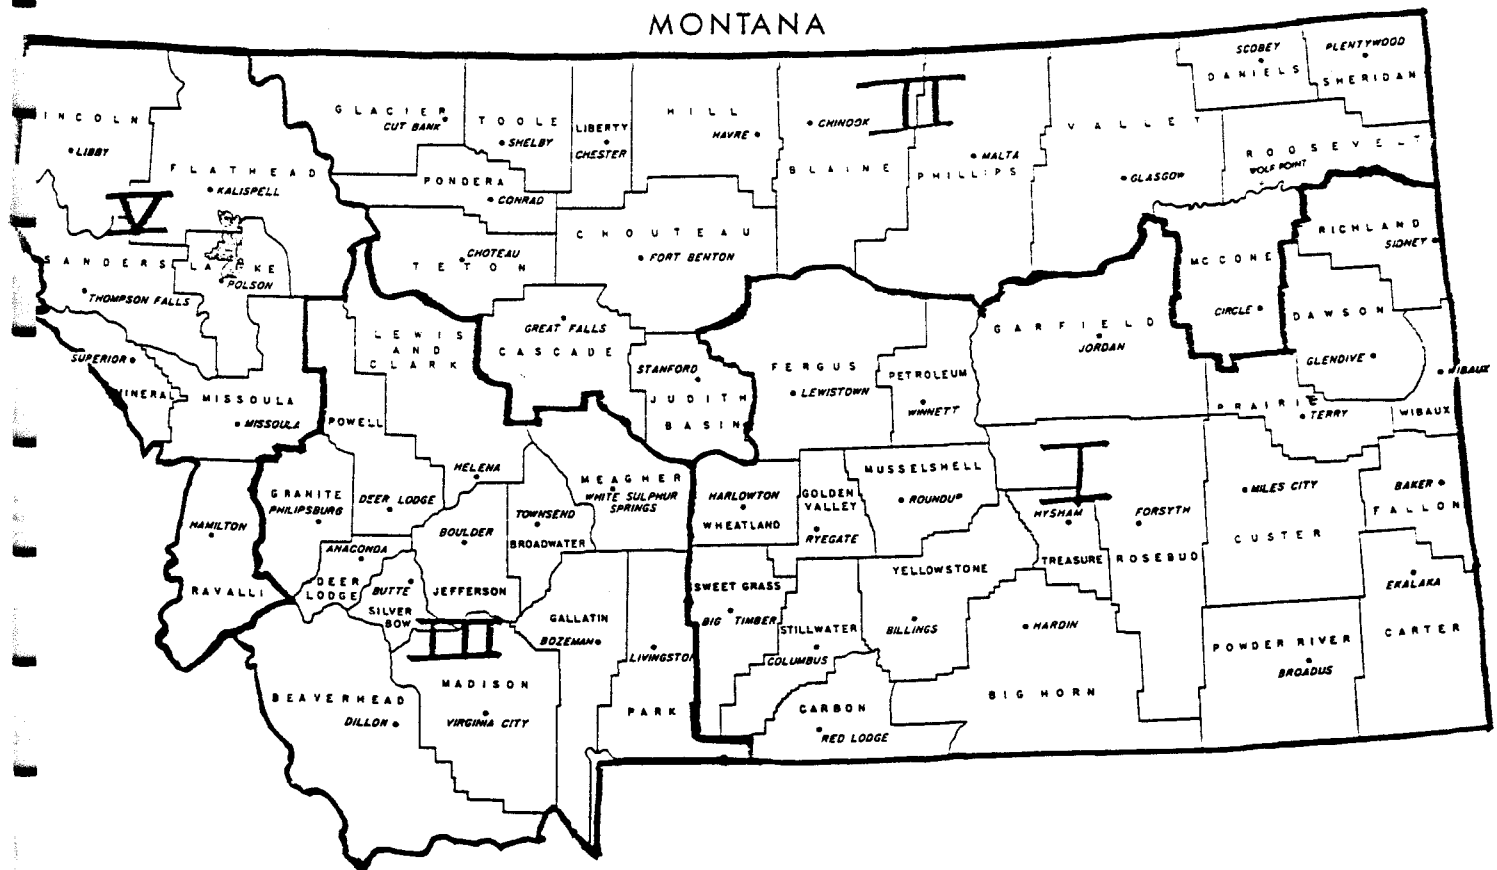 MONTANA
SCOBEY
DANIELS
PLENTYWOOD
SHERIDAN
INCOLN
LIBBY
FLATHEAD
KALISPELL
GLACIER
CUT BANK
TOOLE
SHELBY
LIBERTY
CHESTER
HILL
HAVRE
CHINOOK
BLAINE
II
MALTA
PHILLIPS
VALLEY
GLASGOW
ROOSEVELT
WOLF POINT
PONDERA
CONRAD
V
SANDERS
THOMPSON FALLS
LAKE
POLSON
CHOTEAU
TETON
CHOUTEAU
FORT BENTON
RICHLAND
SIDNEY
MC CONE
CIRCLE
DAWSON
GLENDIVE
WIBAUX
WIBAUX
PRAIRIE
TERRY
GARFIELD
JORDAN
SUPERIOR
MINERAL
MISSOULA
MISSOULA
LEWIS
AND
CLARK
GREAT FALLS
CASCADE
STANFORD
JUDITH
BASIN
FERGUS
LEWISTOWN
PETROLEUM
WINNETT
POWELL
HELENA
MEAGHER
WHITE SULPHUR
SPRINGS
GRANITE
PHILIPSBURG
DEER LODGE
BOULDER
TOWNSEND
BROADWATER
HARLOWTON
WHEATLAND
GOLDEN
VALLEY
RYEGATE
MUSSELSHELL
ROUNDUP
I
HYSHAM
TREASURE
FORSYTH
ROSEBUD
MILES CITY
CUSTER
BAKER
FALLON
HAMILTON
RAVALLI
ANACONDA
DEER
LODGE
BUTTE
SILVER
BOW
JEFFERSON
III
GALLATIN
BOZEMAN
LIVINGSTON
PARK
SWEET GRASS
BIG TIMBER
STILLWATER
COLUMBUS
YELLOWSTONE
BILLINGS
HARDIN
BIG HORN
POWDER RIVER
BROADUS
EKALAKA
CARTER
BEAVERHEAD
DILLON
MADISON
VIRGINIA CITY
CARBON
RED LODGE